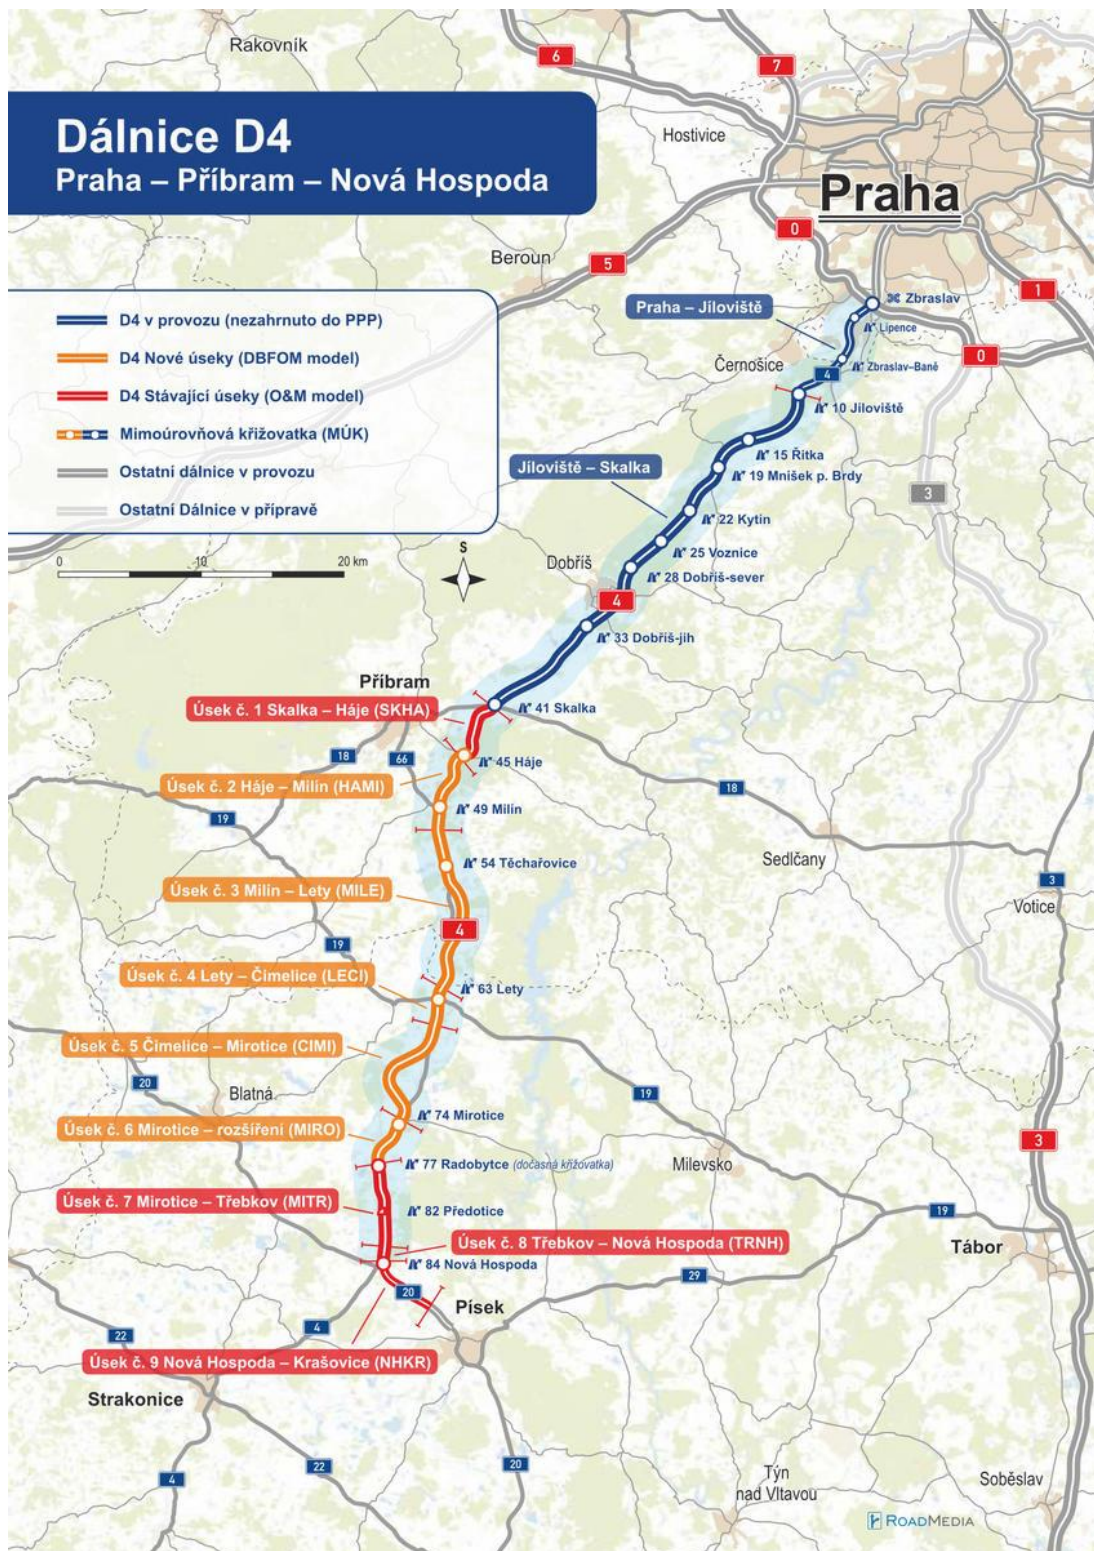 Rakovník
6
7
Hostivice
Dálnice D4
Praha – Příbram – Nová Hospoda
Praha
0
Beroun
5
1
Zbraslav
Praha – Jíloviště
Lipence
D4 v provozu (nezahrnuto do PPP)
D4 Nové úseky (DBFOM model)
D4 Stávající úseky (O&M model)
Mimoúrovňová křižovatka (MÚK)
Ostatní dálnice v provozu
Ostatní Dálnice v přípravě
0
Černošice
Zbraslav–Baně
4
10 Jíloviště
15 Řitka
Jíloviště – Skalka
19 Mníšek p. Brdy
3
22 Kytín
25 Voznice
0
10
20 km
S
Dobříš
28 Dobříš-sever
4
33 Dobříš-jih
Příbram
Úsek č. 1 Skalka – Háje (SKHA)
41 Skalka
18
66
45 Háje
Úsek č. 2 Háje – Milín (HAMI)
18
49 Milín
19
54 Těchařovice
Sedlčany
3
Úsek č. 3 Milín – Lety (MILE)
Votice
4
19
Úsek č. 4 Lety – Čimelice (LECI)
63 Lety
Úsek č. 5 Čimelice – Mirotice (CIMI)
20
Blatná
19
74 Mirotice
Úsek č. 6 Mirotice – rozšíření (MIRO)
3
77 Radobytce (dočasná křižovatka)
Milevsko
Úsek č. 7 Mirotice – Třebkov (MITR)
82 Předotice
19
Úsek č. 8 Třebkov – Nová Hospoda (TRNH)
Tábor
84 Nová Hospoda
29
20
Písek
4
22
Úsek č. 9 Nová Hospoda – Krašovice (NHKR)
Strakonice
22
20
4
Týn
nad Vltavou
Soběslav
ROADMEDIA